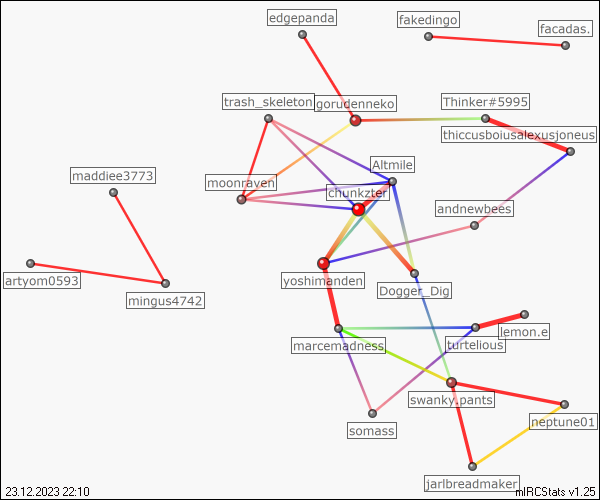 edgepanda
fakedingo
facadas.
trash_skeleton
gorudenneko
Thinker#5995
thiccusboiusalexusjoneus
Altmile
maddiee3773
moonraven
chunkzter
andnewbees
artyom0593
yoshimanden
Dogger_Dig
mingus4742
lemon.e
marcemadness
turtelious
swanky.pants
neptune01
somass
jarlbreadmaker
23.12.2023 22:10
mIRCStats v1.25